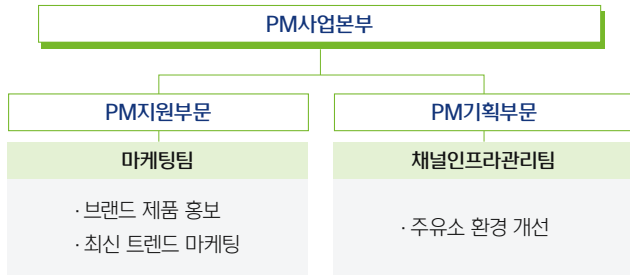 PM사업본부
PM지원부문
PM기획부문
마케팅팀
채널인프라관리팀
· 브랜드 제품 홍보
· 최신 트렌드 마케팅
· 주유소 환경 개선